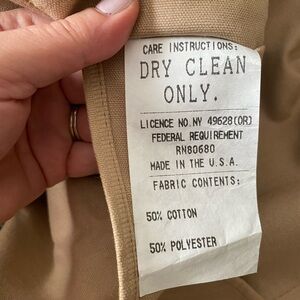 CARE INSTRUCTIONS:
DRY CLEAN
ONLY.
LICENCE NO.NY 49628(OR)
FEDERAL REQUIREMENT
RN80680
MADE IN THE U.S.A.
FABRIC CONTENTS:
50% COTTON
50% POLYESTER